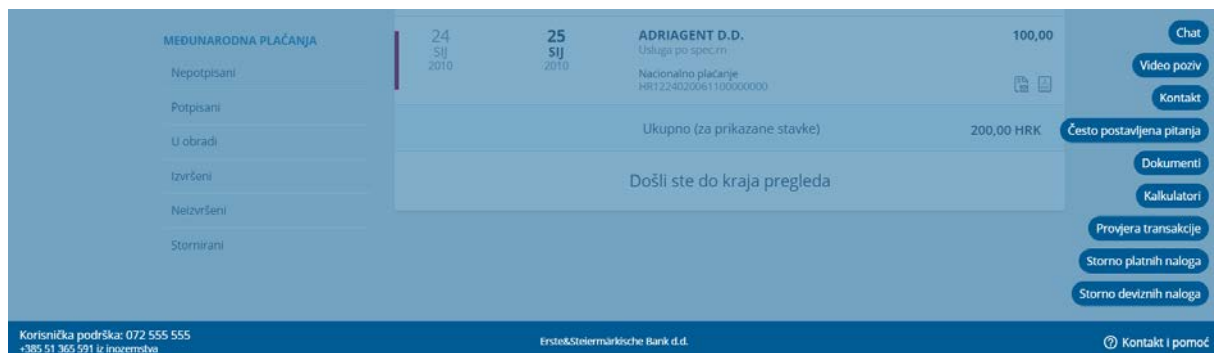 MEĐUNARODNA PLAĆANJA
Nepotpisani
Potpisani
U obradi
Izvršeni
Neizvršeni
Stornirani
24 SIJ 2010
25 SIJ 2010
ADRIAGENT D.D.
Usluga po spec.rn
Nacionalno plaćanje
HR1224020061100000000
100,00
Ukupno (za prikazane stavke) 200,00 HRK
Došli ste do kraja pregleda
Chat
Video poziv
Kontakt
Često postavljena pitanja
Dokumenti
Kalkulatori
Provjera transakcije
Storno platnih naloga
Storno deviznih naloga
Korisnička podrška: 072 555 555
+385 51 365 591 iz inozemstva
Erste&Steiermärkische Bank d.d.
Kontakt i pomoć